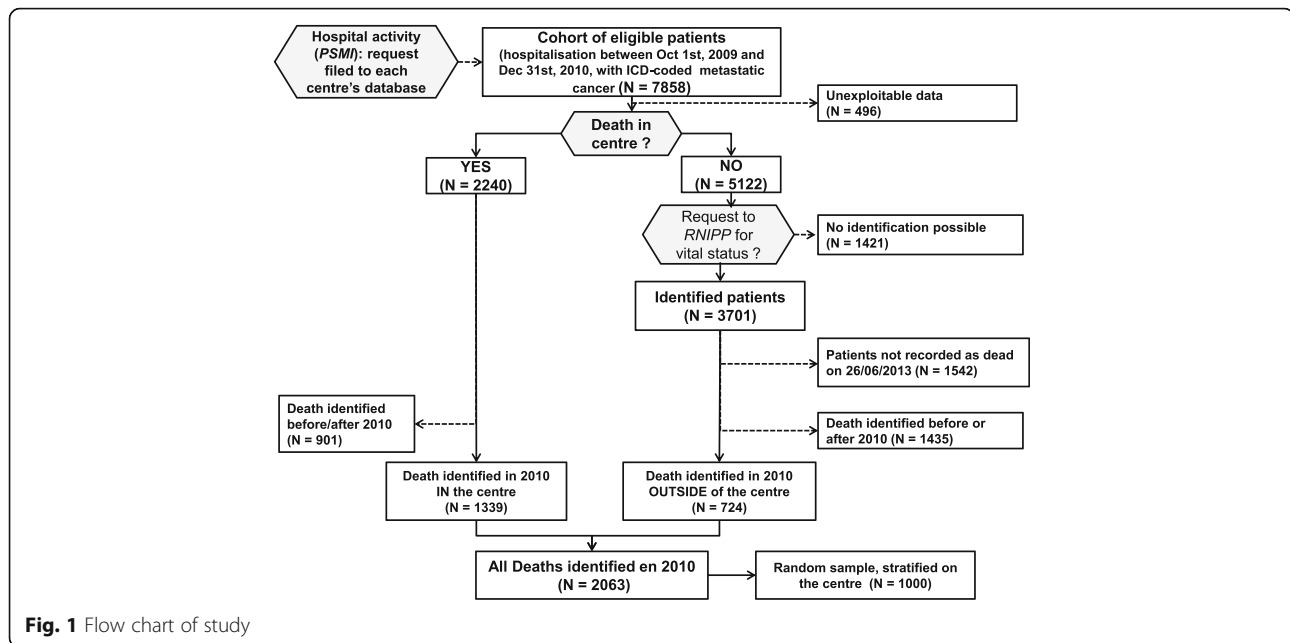 Hospital activity
(PSMI): request
filed to each
centre's database
Cohort of eligible patients
(hospitalisation between Oct 1st, 2009 and
Dec 31st, 2010, with ICD-coded metastatic
cancer (N = 7858)
Unexploitable data
(N = 496)
Death in
centre ?
YES
(N = 2240)
NO
(N = 5122)
Request to
RNIPP for
vital status ?
No identification possible
(N = 1421)
Identified patients
(N = 3701)
Patients not recorded as dead
on 26/06/2013 (N = 1542)
Death identified
before/after 2010
(N = 901)
Death identified before or
after 2010 (N = 1435)
Death identified in 2010
IN the centre
(N = 1339)
Death identified in 2010
OUTSIDE of the centre
(N = 724)
All Deaths identified en 2010
(N = 2063)
Random sample, stratified on
the centre (N = 1000)
Fig. 1 Flow chart of study